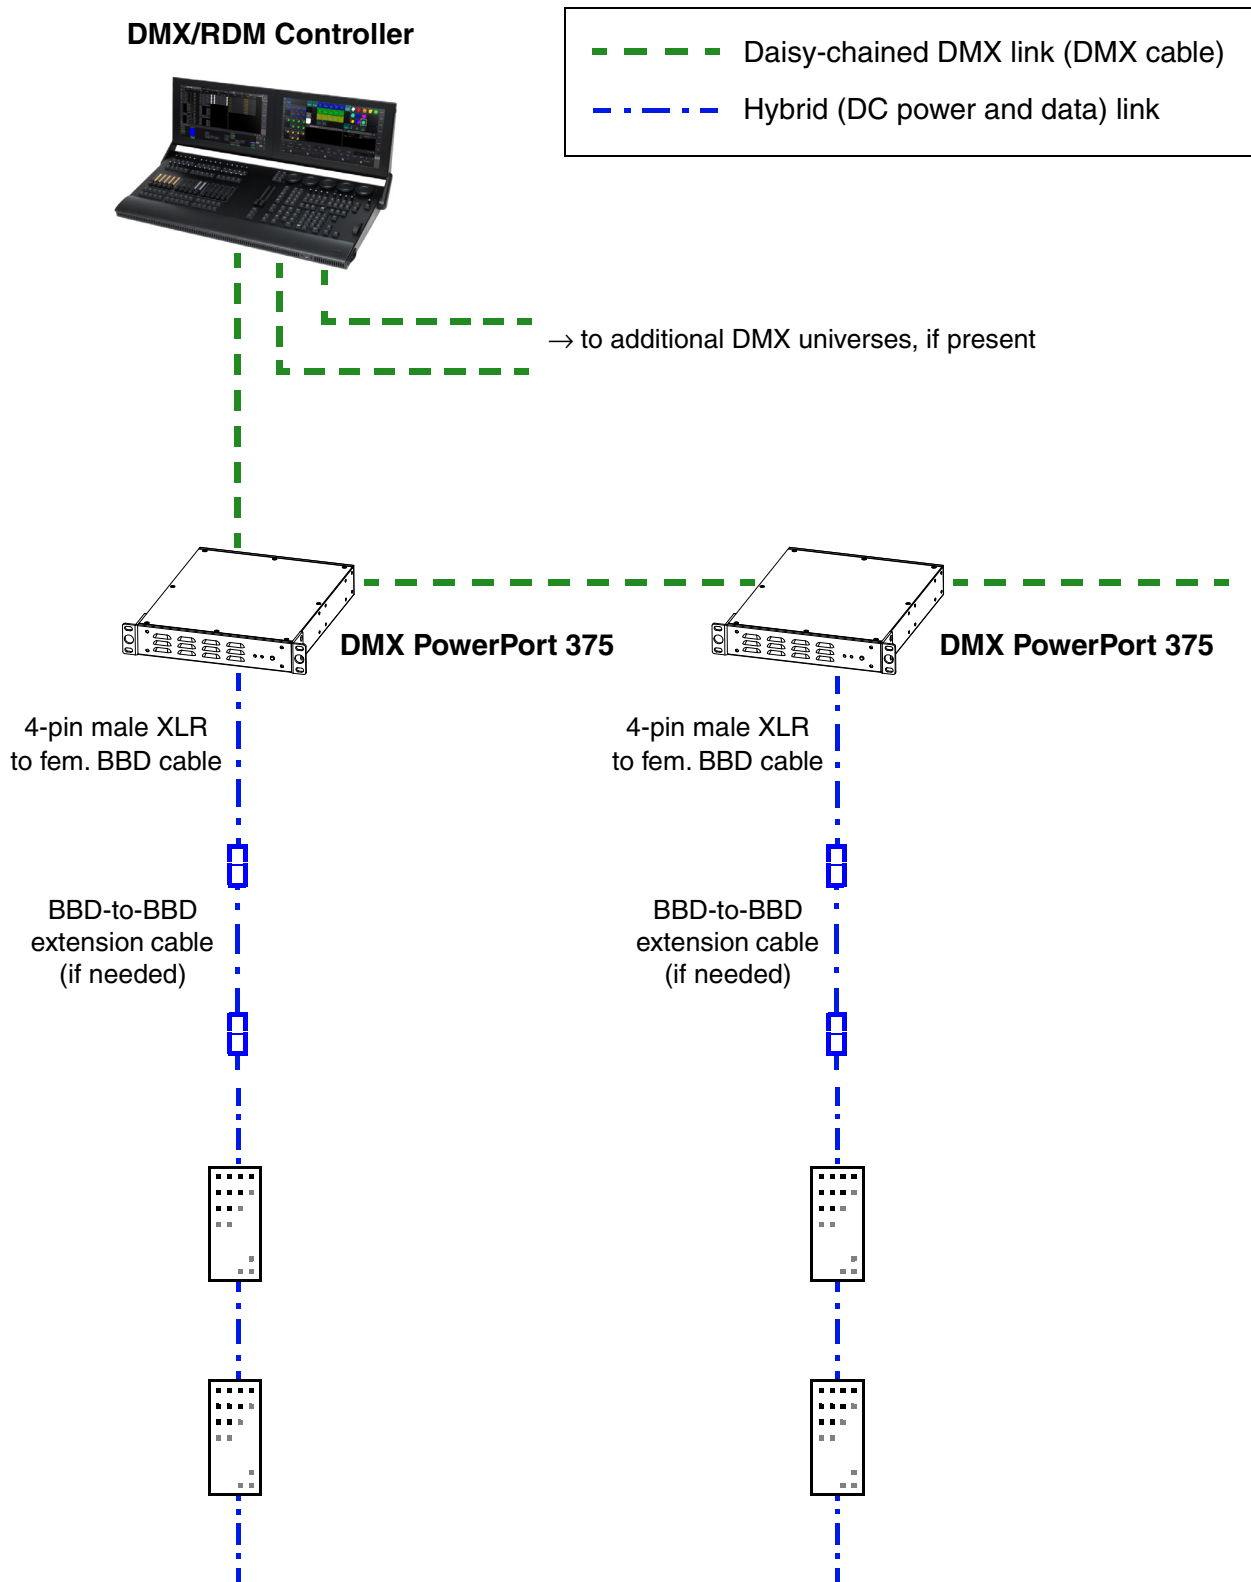 DMX/RDM Controller
Daisy-chained DMX link (DMX cable)
Hybrid (DC power and data) link
→ to additional DMX universes, if present
DMX PowerPort 375
DMX PowerPort 375
4-pin male XLR
to fem. BBD cable
4-pin male XLR
to fem. BBD cable
BBD-to-BBD
extension cable
(if needed)
BBD-to-BBD
extension cable
(if needed)